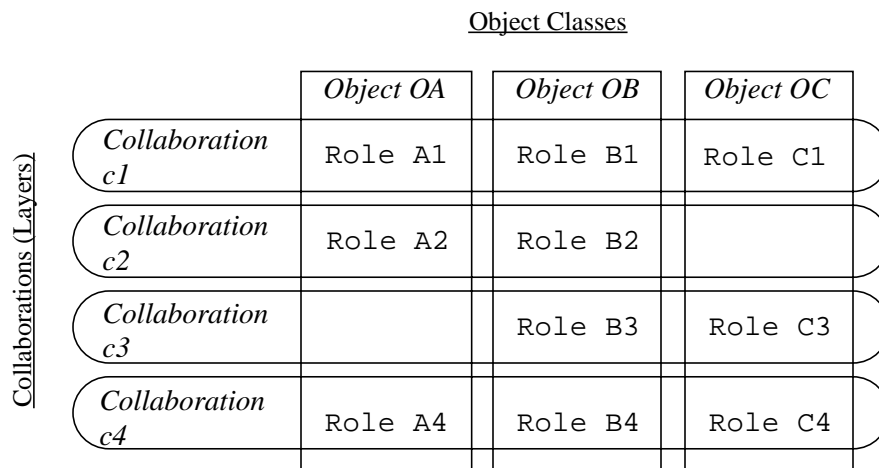 Object Classes
Object OA Object OB Object OC
Collaboration
c1
Role A1 Role B1 Role C1
Collaboration
c2
Role A2 Role B2
Collaboration
c3
Role B3 Role C3
Collaboration
c4
Role A4 Role B4 Role C4
Collaborations (Layers)